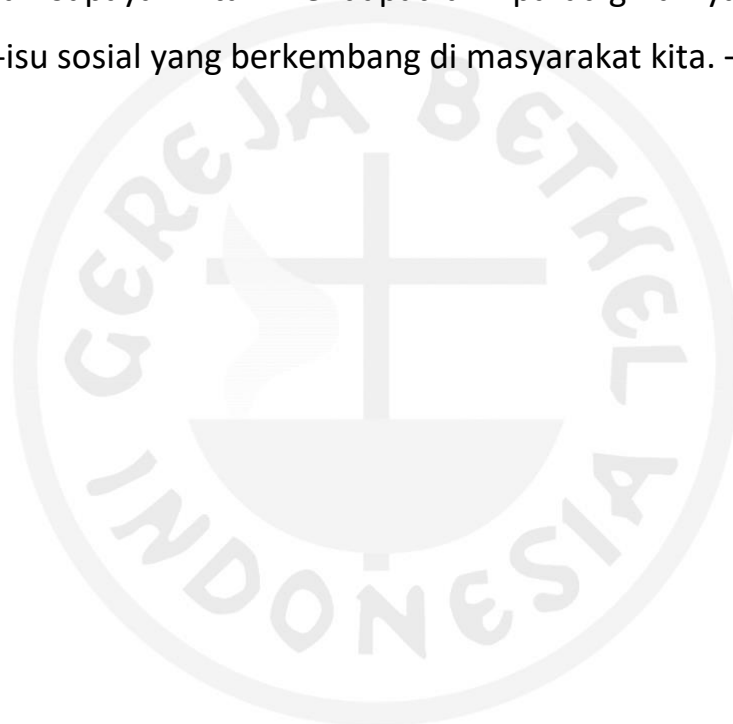 -isu sosial yang berkembang di masyarakat kita. -
GEREJA BETHEL
INDONESIA